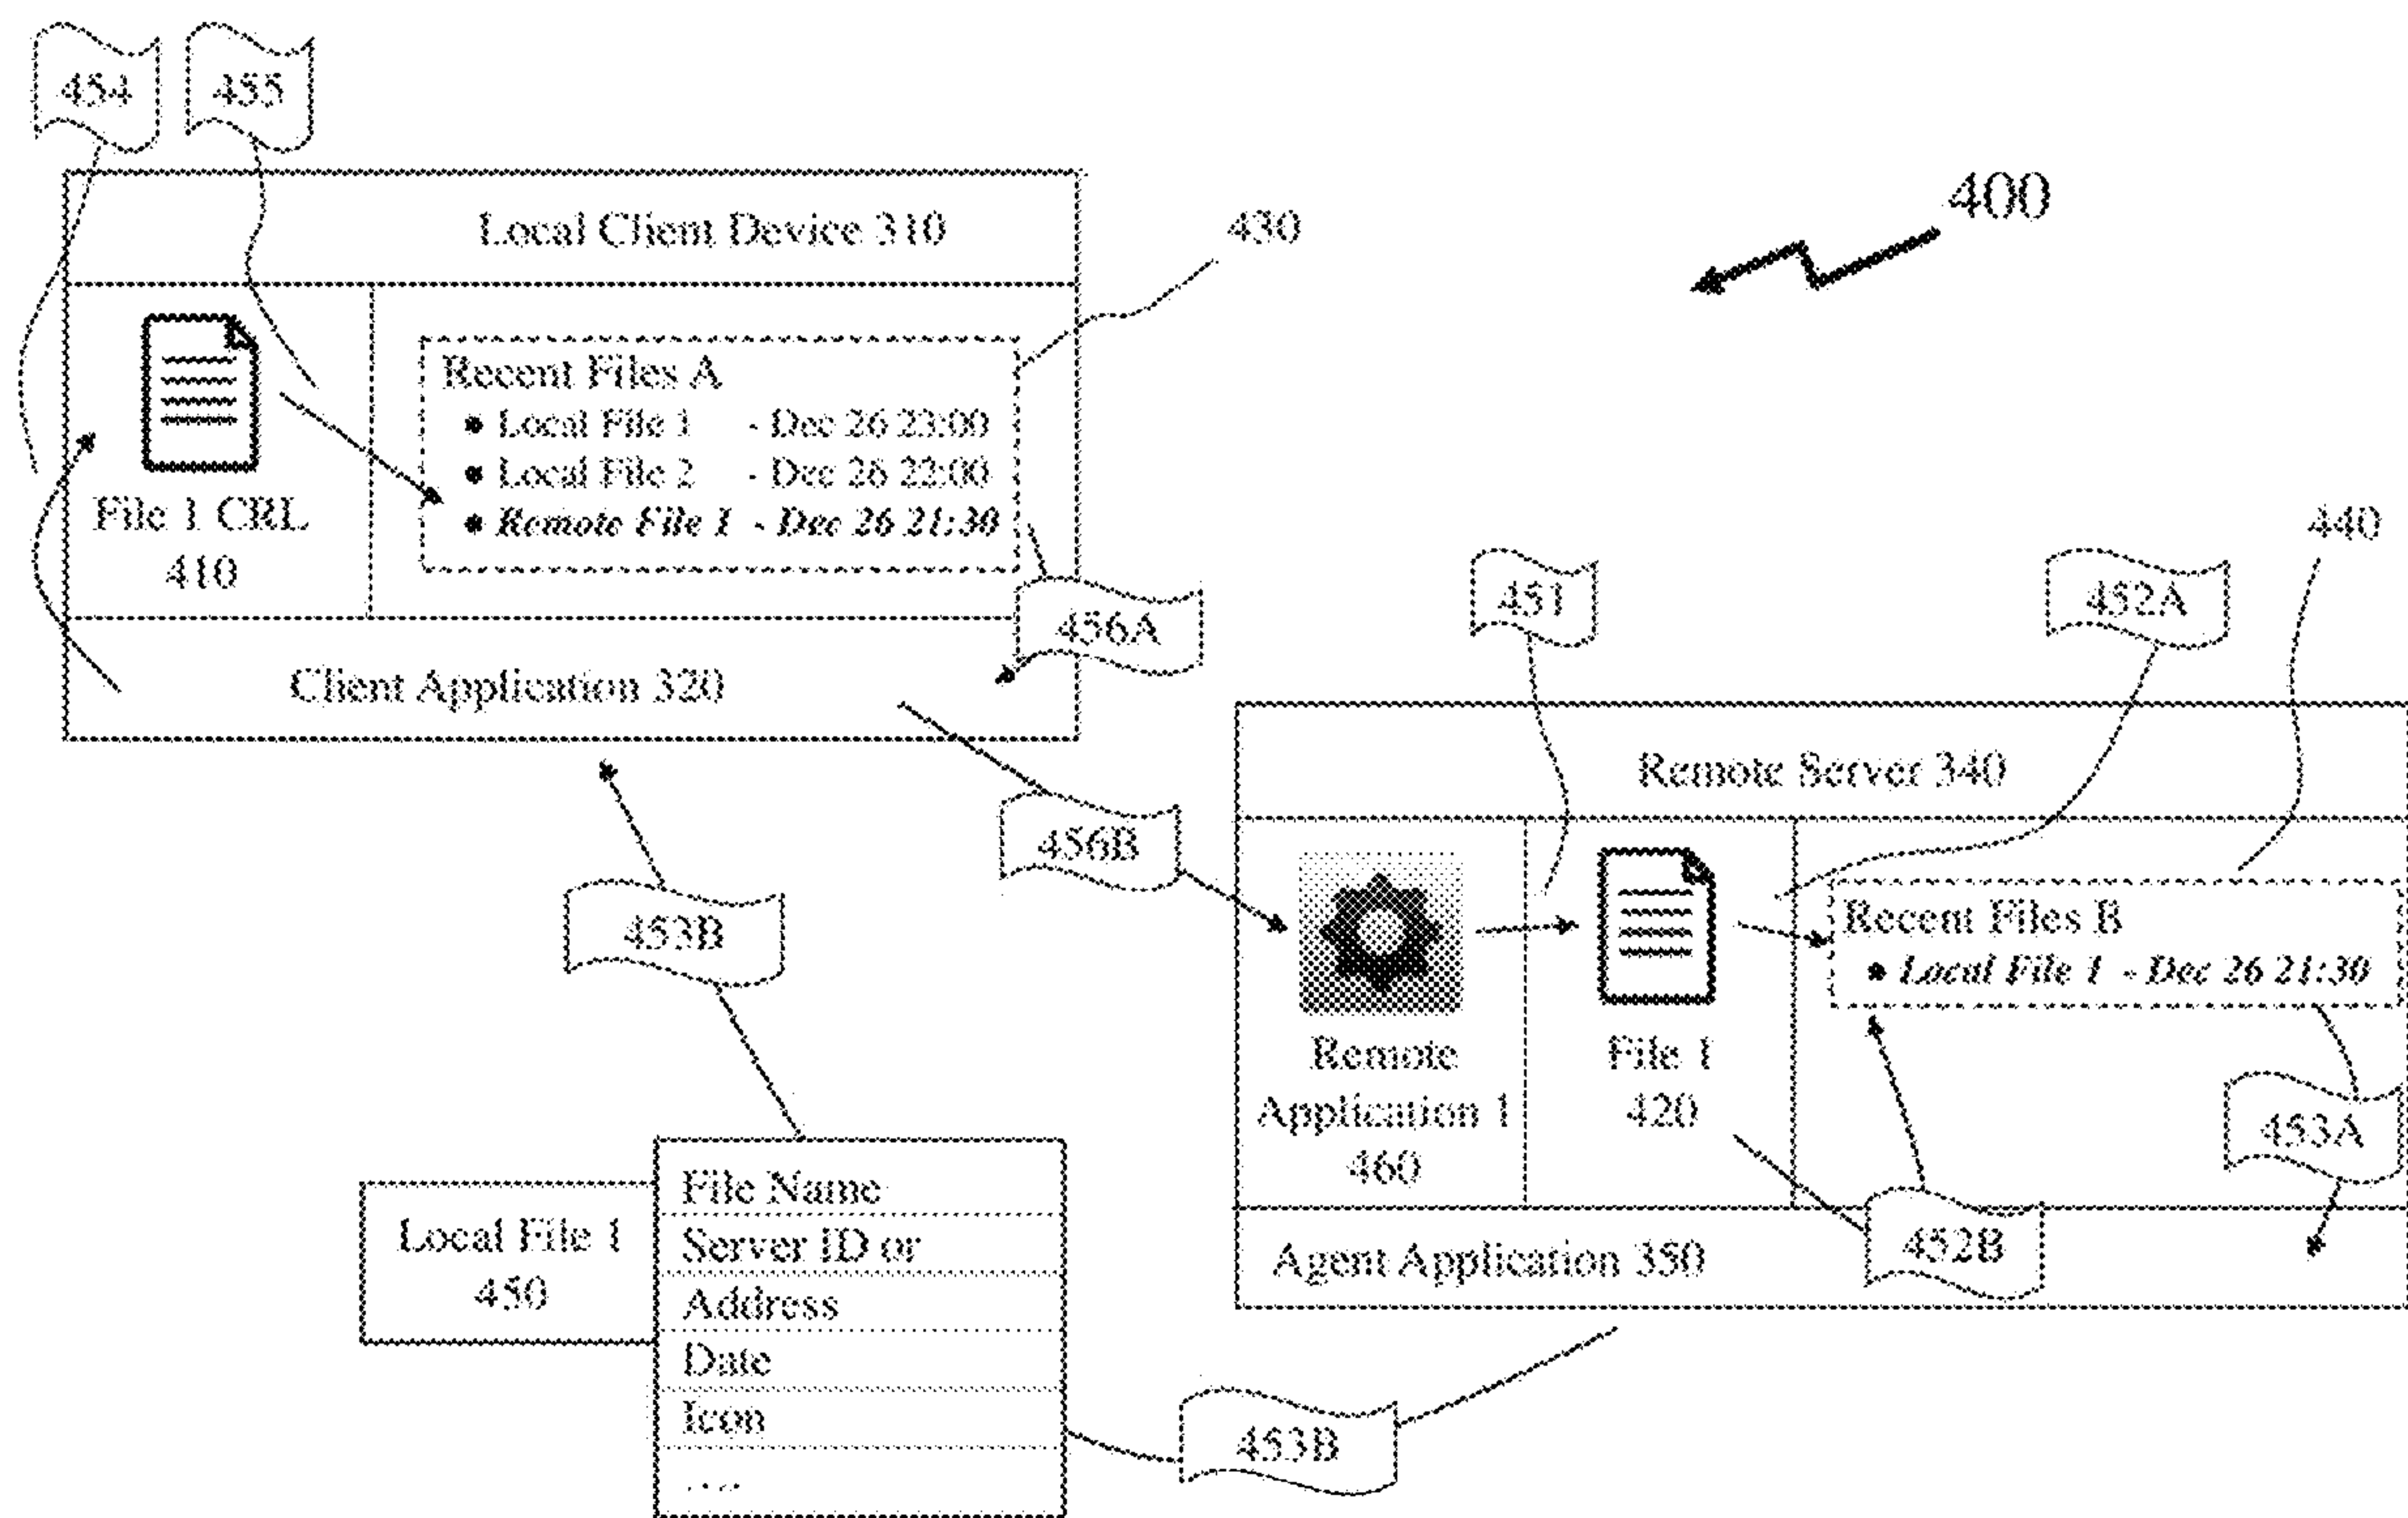 454
455
400
Local Client Device 310
430
Recent Files A
• Local File 1 - Dec 26 23:00
• Local File 2 - Dec 26 22:00
• Remote File 1 - Dec 26 21:30
File 1 CRL
410
456A
Client Application 320
440
451
452A
Remote Server 340
456B
453B
Recent Files B
• Local File 1 - Dec 26 21:30
Remote
Application 1
460
File 1
420
453A
452B
Agent Application 350
Local File 1
450
File Name
Server ID or
Address
Date
Icon
....
453B